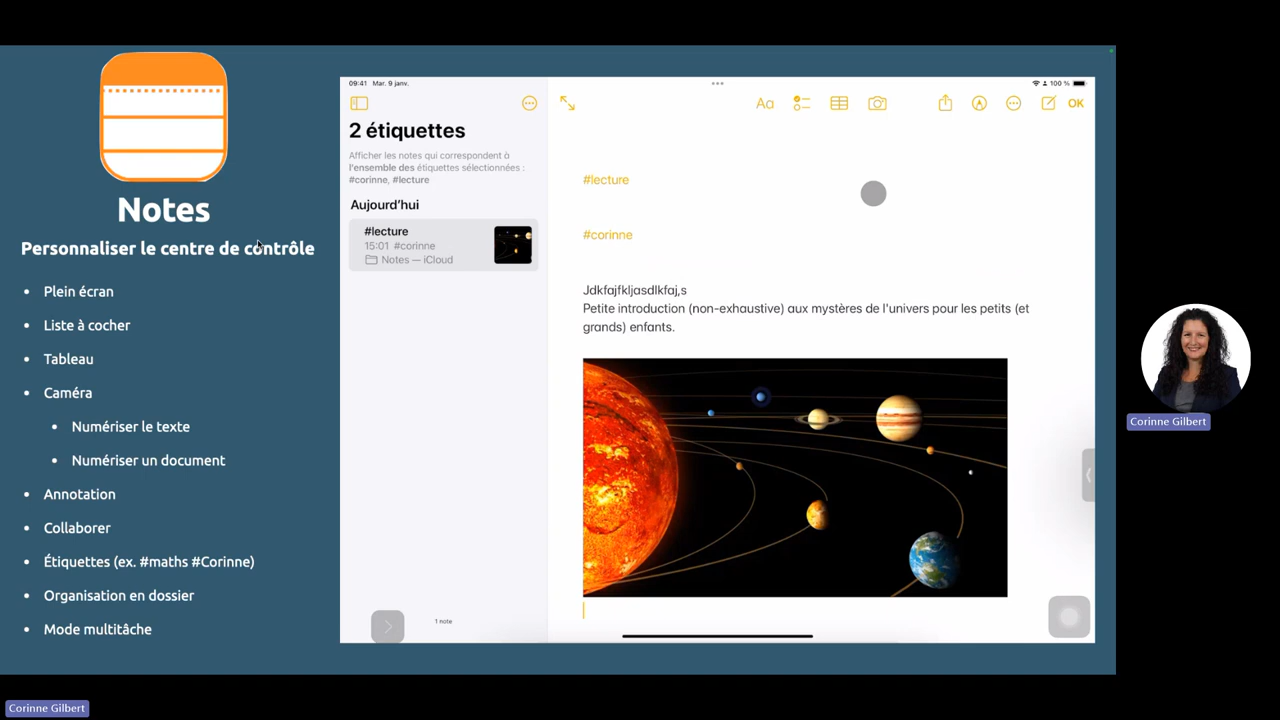 Notes
Personnaliser le centre de contrôle
• Plein écran
• Liste à cocher
• Tableau
• Caméra
• Numériser le texte
• Numériser un document
• Annotation
• Collaborer
• Étiquettes (ex. #maths #Corinne)
• Organisation en dossier
• Mode multitâche
09:41 Mar. 9 janv.
100 %
2 étiquettes
Afficher les notes qui correspondent à
l'ensemble des étiquettes sélectionnées :
#corinne, #lecture
Aujourd'hui
#lecture
15:01 #corinne
Notes — iCloud
1 note
Aa
OK
#lecture
#corinne
Jdkfajfkljasdlkfaj,s
Petite introduction (non-exhaustive) aux mystères de l'univers pour les petits (et
grands) enfants.
Corinne Gilbert
Corinne Gilbert